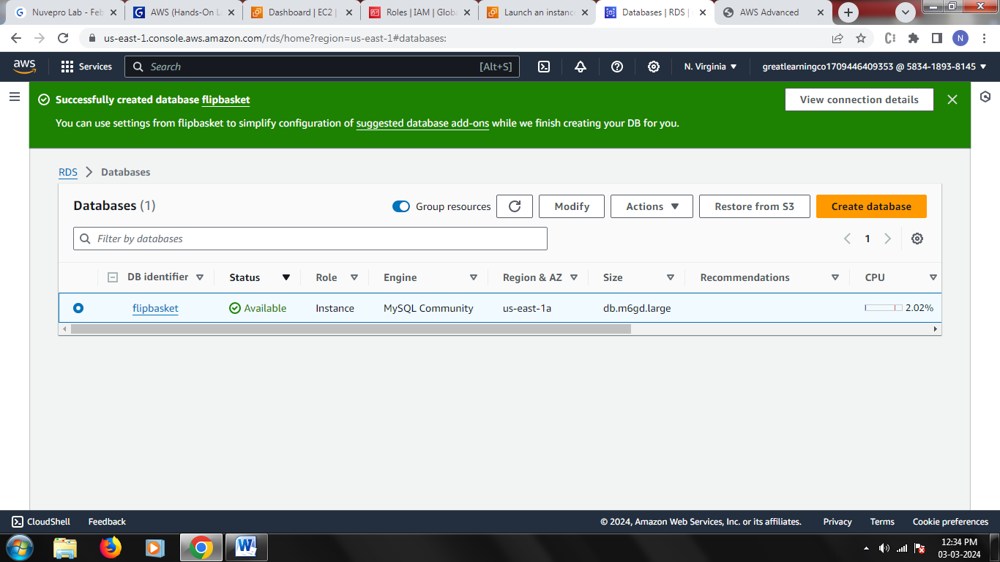 Nuvepro Lab - Feb
AWS (Hands-On L
Dashboard | EC2 |
Roles | IAM | Globa
Launch an instance
Databases | RDS |
AWS Advanced
us-east-1.console.aws.amazon.com/rds/home?region=us-east-1#databases:
N
aws
Services
Search
[Alt+S]
N. Virginia
greatlearningco1709446409353 @ 5834-1893-8145
Successfully created database flipbasket
View connection details
You can use settings from flipbasket to simplify configuration of suggested database add-ons while we finish creating your DB for you.
RDS
Databases
Databases (1)
Group resources
Modify
Actions
Restore from S3
Create database
Filter by databases
1
DB identifier
Status
Role
Engine
Region & AZ
Size
Recommendations
CPU
flipbasket
Available
Instance
MySQL Community
us-east-1a
db.m6gd.large
2.02%
CloudShell
Feedback
© 2024, Amazon Web Services, Inc. or its affiliates.
Privacy
Terms
Cookie preferences
12:34 PM
03-03-2024